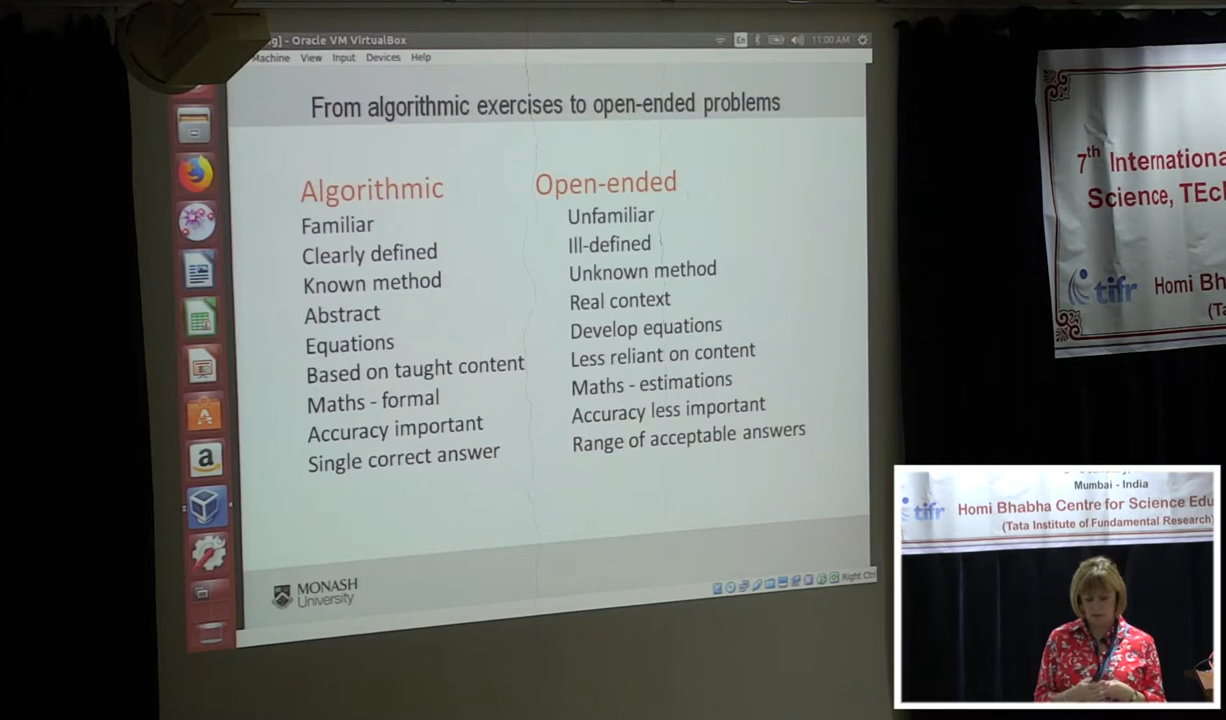 g] - Oracle VM VirtualBox
En
11:00 AM
Machine View Input Devices Help
From algorithmic exercises to open-ended problems
Algorithmic
Familiar
Clearly defined
Known method
Abstract
Equations
Based on taught content
Maths - formal
Accuracy important
Single correct answer
Open-ended
Unfamiliar
Ill-defined
Unknown method
Real context
Develop equations
Less reliant on content
Maths - estimations
Accuracy less important
Range of acceptable answers
MONASH
University
Right Ctrl
a
7th Internationa
Science, TEc
tifr Homi Bh
(Ta
Mumbai - India
tifr Homi Bhabha Centre for Science Edu
(Tata Institute of Fundamental Research)